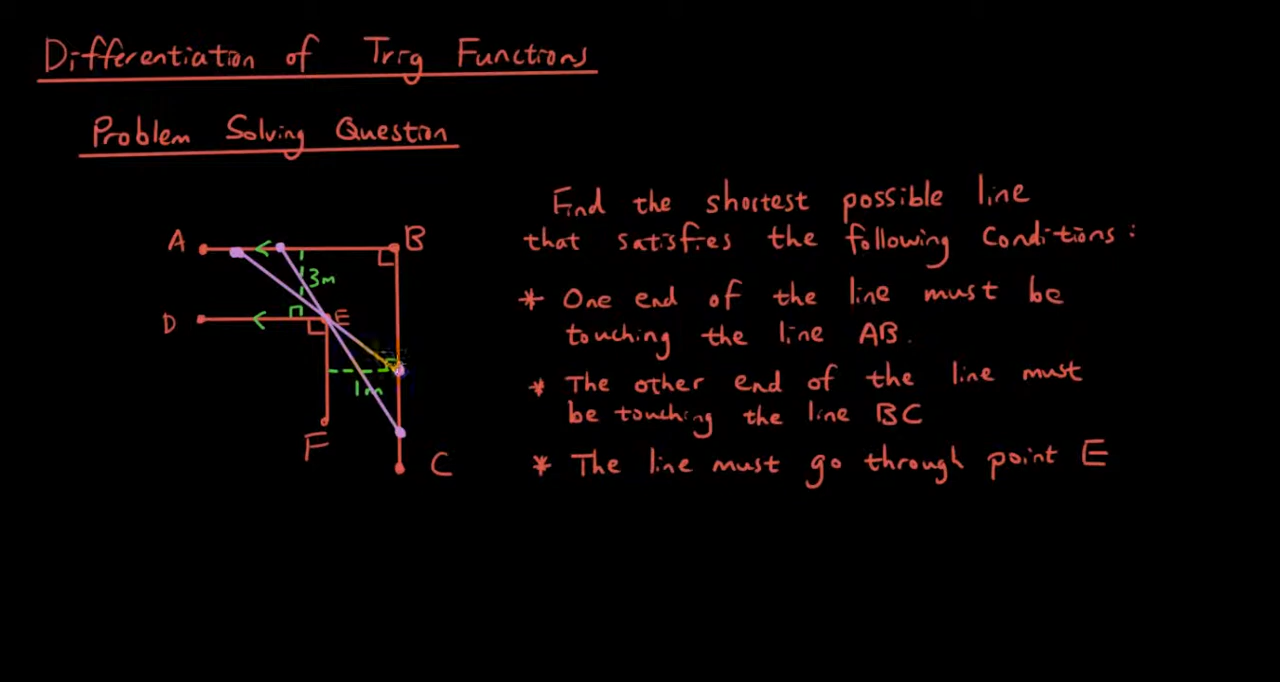 Differentiation of Trig Functions
Problem Solving Question
Find the shortest possible line
that satisfies the following Conditions:
* One end of the line must be
touching the line AB.
* The other end of the line must
be touching the line BC
* The line must go through point E
A
B
3m
D
E
1m
F
C